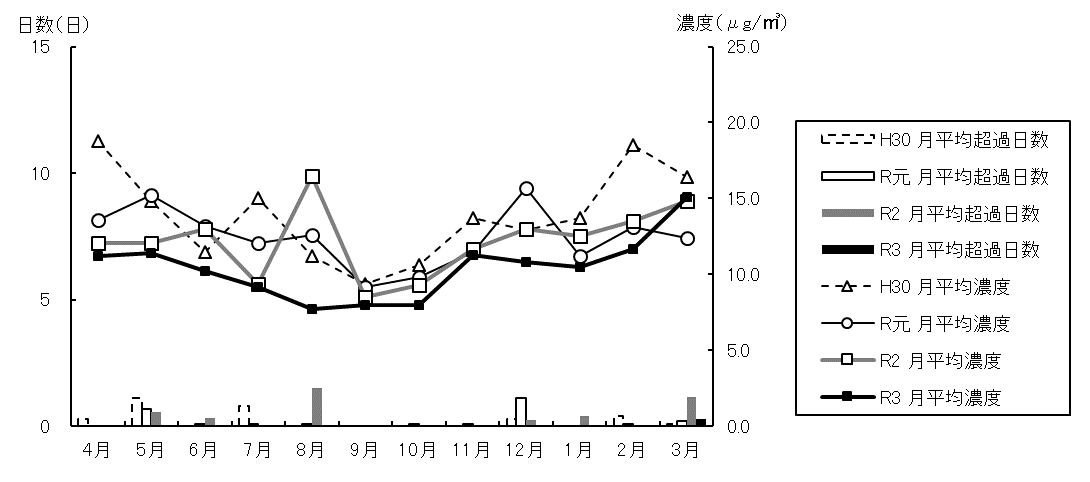 日数(日)
濃度(μg/㎥)
15
10
5
0
25.0
20.0
15.0
10.0
5.0
0.0
4月 5月 6月 7月 8月 9月 10月 11月 12月 1月 2月 3月
H30 月平均超過日数
R元 月平均超過日数
R2 月平均超過日数
R3 月平均超過日数
H30 月平均濃度
R元 月平均濃度
R2 月平均濃度
R3 月平均濃度